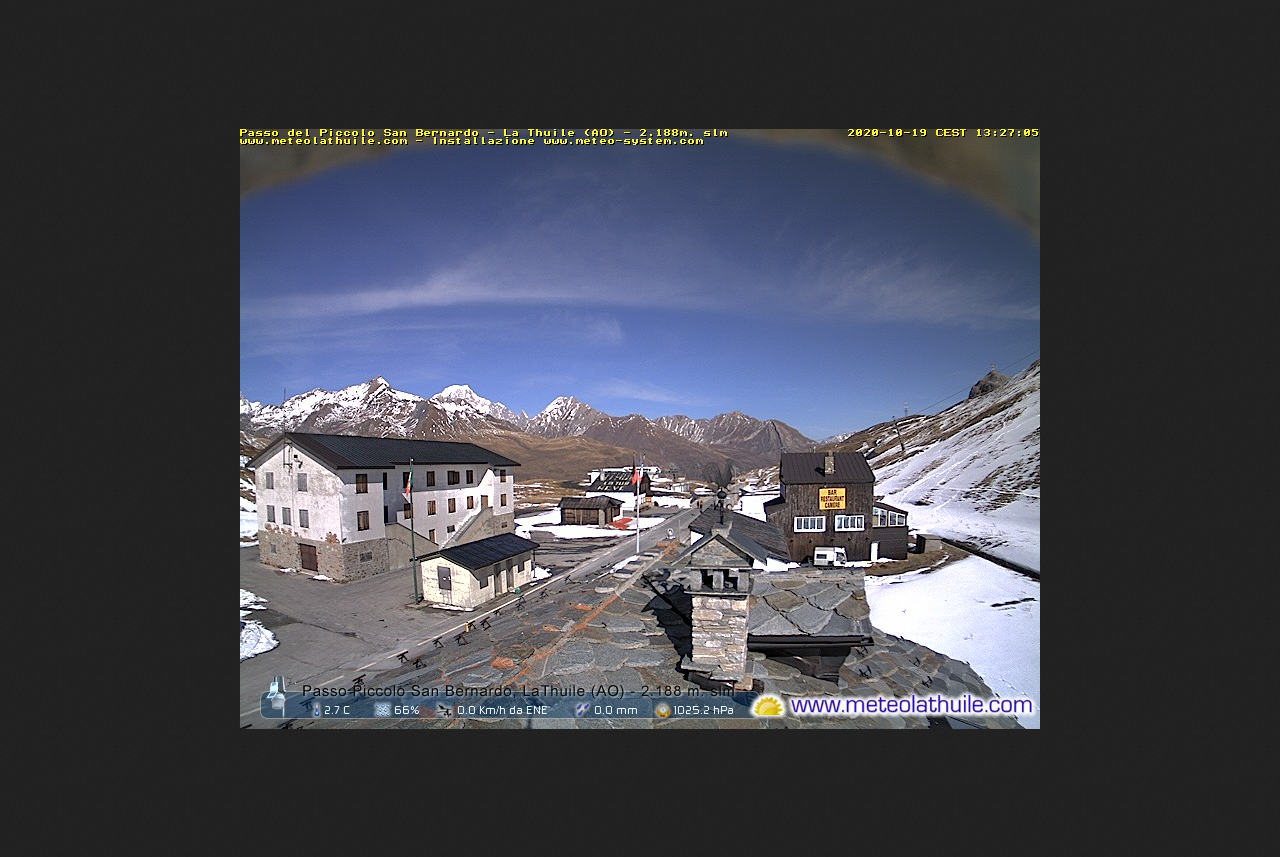 Passo del Piccolo San Bernardo - La Thuile (AO) - 2.188m. slm
2020-10-19 CEST 13:27:05
www.meteolathuile.com - Installazione www.meteo-system.com
BAR
RESTAURANT
CAMERE
Passo Piccolo San Bernardo, LaThuile (AO) - 2.188 m. slm
2.7 C 66% 0.0 Km/h da ENE 0.0 mm 1025.2 hPa
www.meteolathuile.com